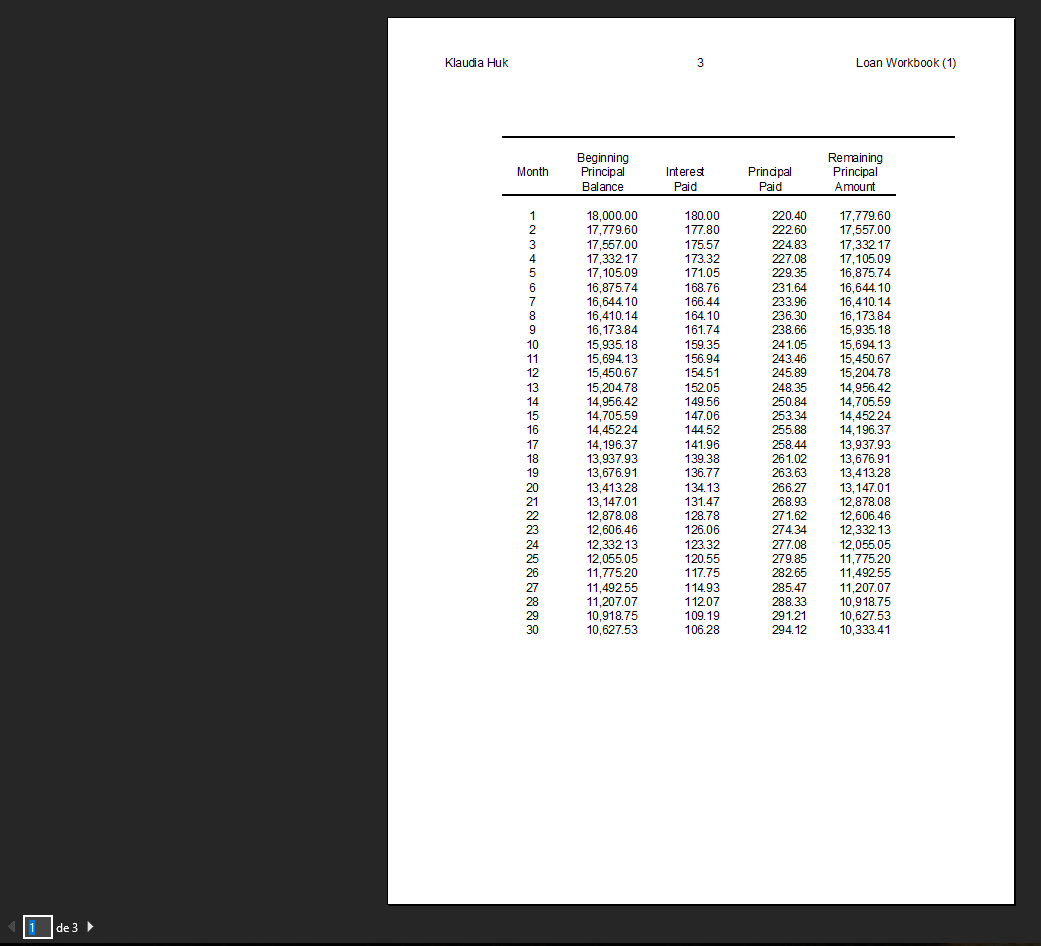 Klaudia Huk 3 Loan Workbook (1)
Beginning Remaining
Month Principal Interest Principal Principal
Balance Paid Paid Amount
1 18,000.00 180.00 220.40 17,779.60
2 17,779.60 177.80 222.60 17,557.00
3 17,557.00 175.57 224.83 17,332.17
4 17,332.17 173.32 227.08 17,105.09
5 17,105.09 171.05 229.35 16,875.74
6 16,875.74 168.76 231.64 16,644.10
7 16,644.10 166.44 233.96 16,410.14
8 16,410.14 164.10 236.30 16,173.84
9 16,173.84 161.74 238.66 15,935.18
10 15,935.18 159.35 241.05 15,694.13
11 15,694.13 156.94 243.46 15,450.67
12 15,450.67 154.51 245.89 15,204.78
13 15,204.78 152.05 248.35 14,956.42
14 14,956.42 149.56 250.84 14,705.59
15 14,705.59 147.06 253.34 14,452.24
16 14,452.24 144.52 255.88 14,196.37
17 14,196.37 141.96 258.44 13,937.93
18 13,937.93 139.38 261.02 13,676.91
19 13,676.91 136.77 263.63 13,413.28
20 13,413.28 134.13 266.27 13,147.01
21 13,147.01 131.47 268.93 12,878.08
22 12,878.08 128.78 271.62 12,606.46
23 12,606.46 126.06 274.34 12,332.13
24 12,332.13 123.32 277.08 12,055.05
25 12,055.05 120.55 279.85 11,775.20
26 11,775.20 117.75 282.65 11,492.55
27 11,492.55 114.93 285.47 11,207.07
28 11,207.07 112.07 288.33 10,918.75
29 10,918.75 109.19 291.21 10,627.53
30 10,627.53 106.28 294.12 10,333.41
1 de 3